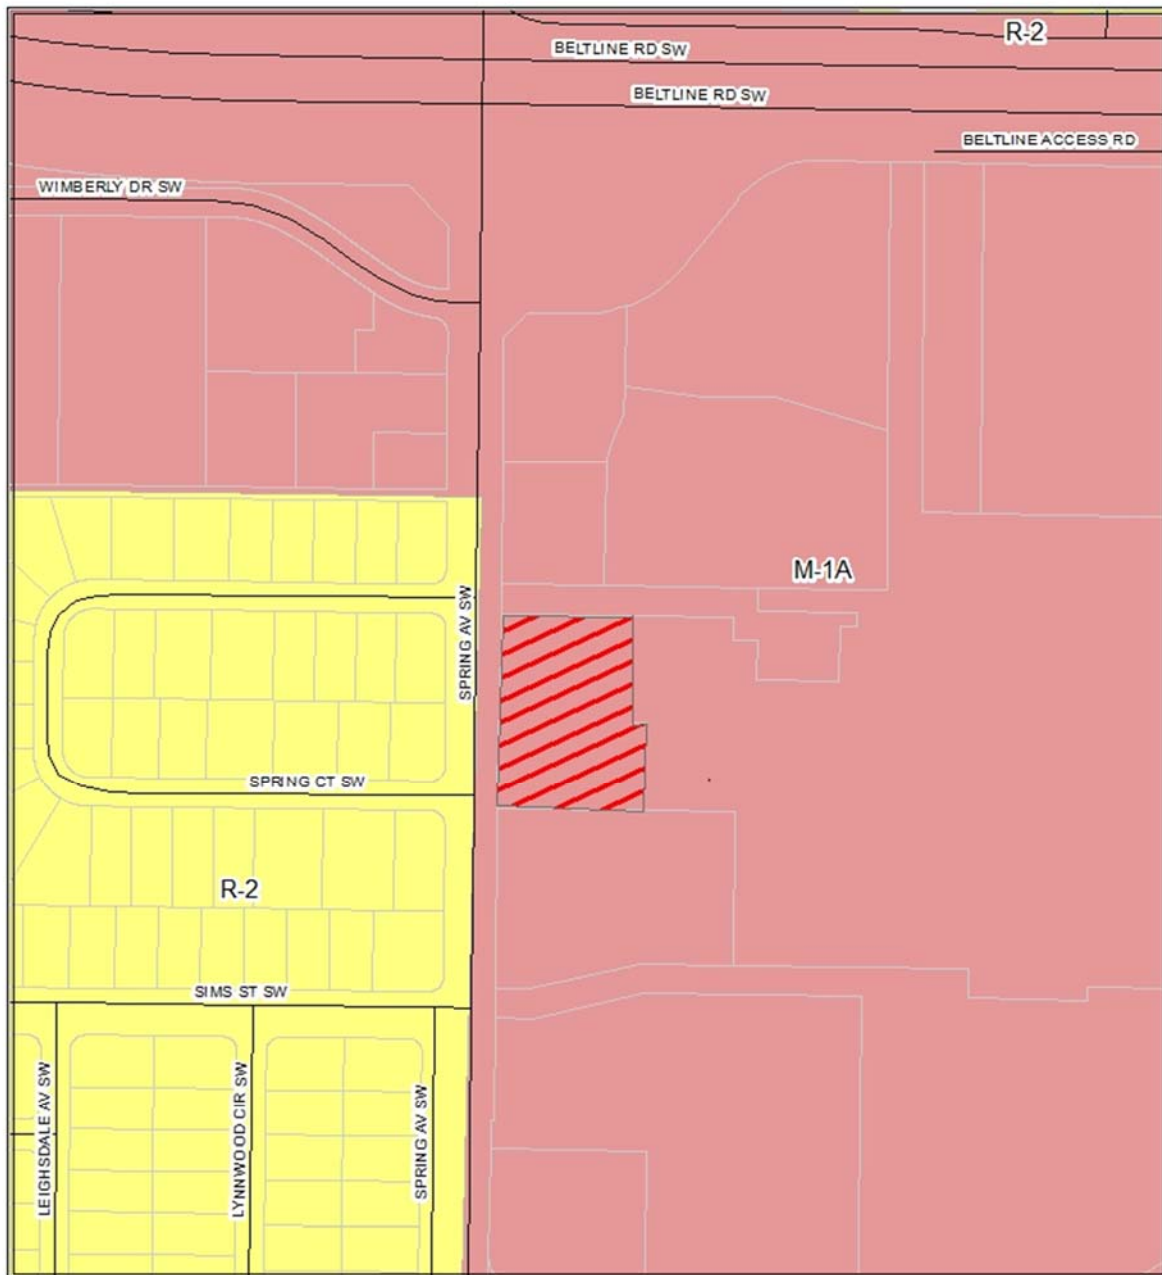 R-2
BELTLINE RD SW
BELTLINE RD SW
BELTLINE ACCESS RD
WIMBERLY DR SW
M-1A
SPRING AV SW
SPRING CT SW
R-2
SIMS ST SW
LEIGHSDALE AV SW
LYNNWOOD CIR SW
SPRING AV SW